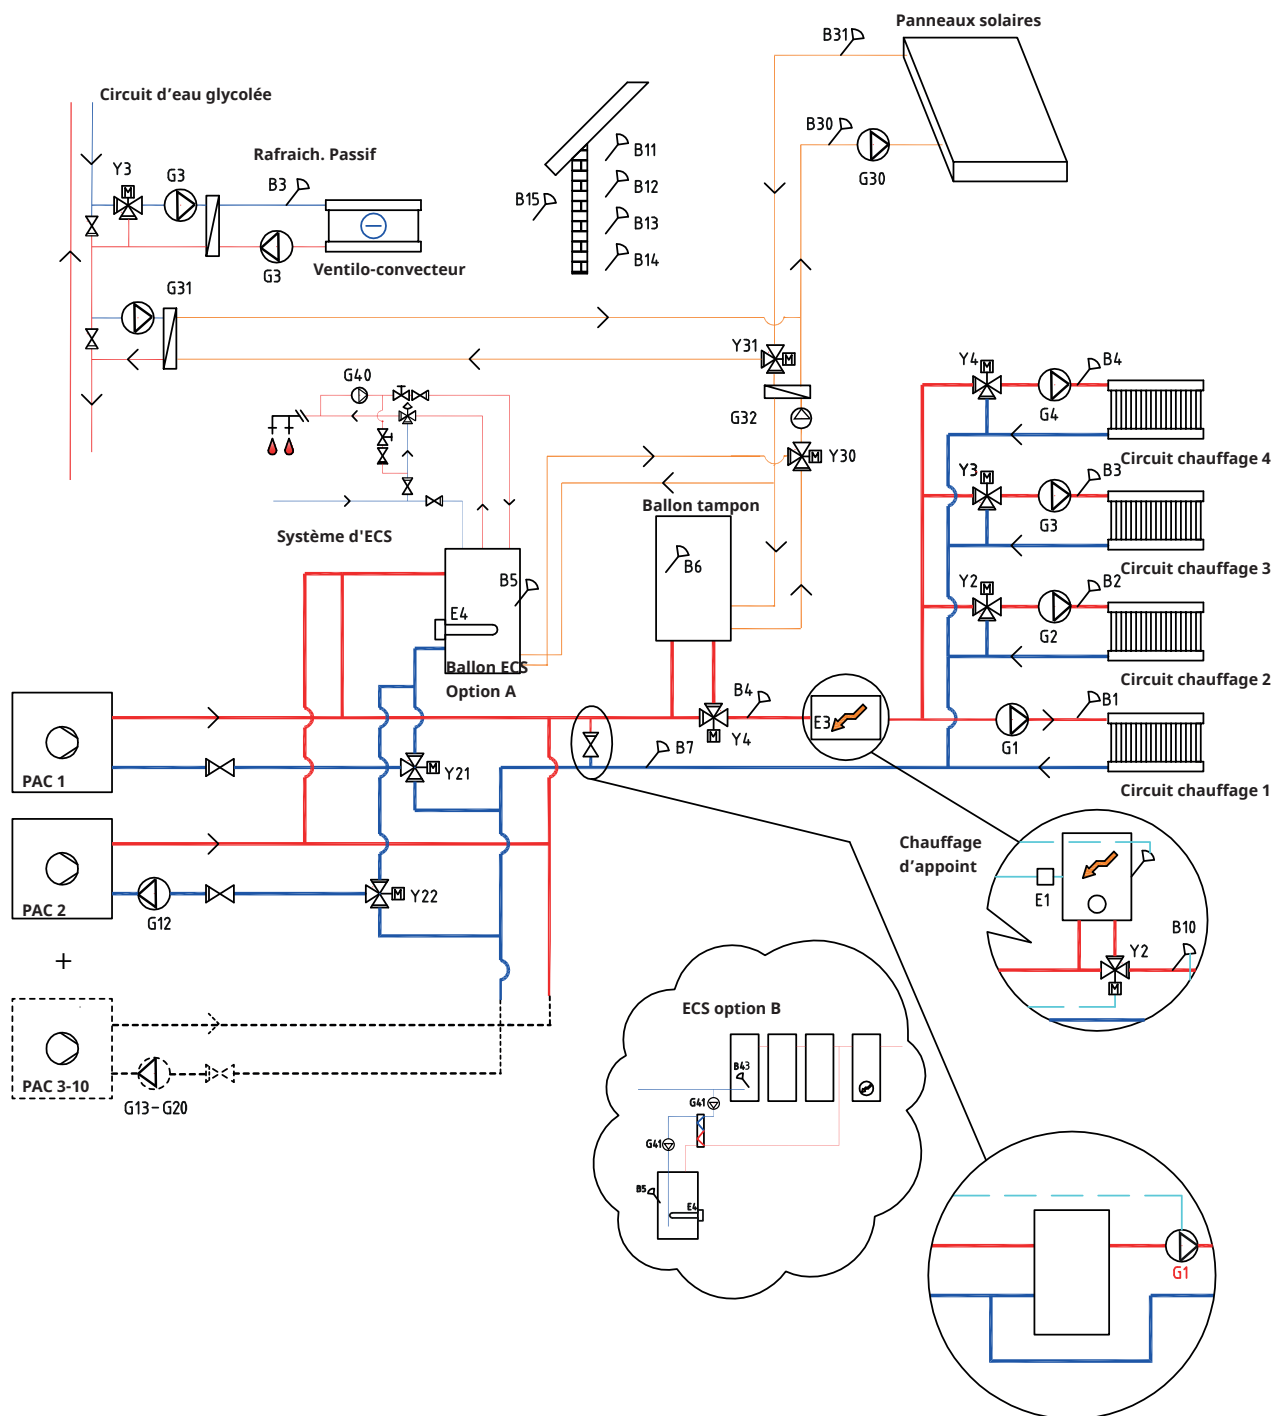 Panneaux solaires
B31
Circuit d'eau glycolée
B30
G30
Rafraich. Passif
Y3
G3
B3
B11
B12
B15
B13
B14
G3
Ventilo-convecteur
G31
Y31
M
G40
G32
Y30
M
Y4
M
B4
G4
Circuit chauffage 4
Y3
M
B3
G3
Circuit chauffage 3
Y2
M
B2
G2
Circuit chauffage 2
Ballon tampon
B6
Système d'ECS
B5
E4
Ballon ECS
Option A
B4
Y4
M
E3
B1
G1
Circuit chauffage 1
B7
PAC 1
M
Y21
PAC 2
G12
M
Y22
+
PAC 3-10
G13-G20
Chauffage
d'appoint
E1
B10
Y2
M
ECS option B
B43
G41
G41
B5
E4
G1